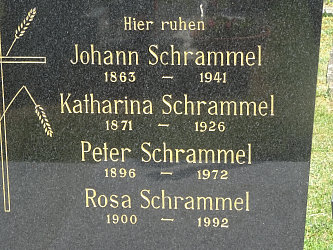 Hier ruhen
Johann Schrammel
1863 — 1941
Katharina Schrammel
1871 — 1926
Peter Schrammel
1896 — 1972
Rosa Schrammel
1900 — 1992